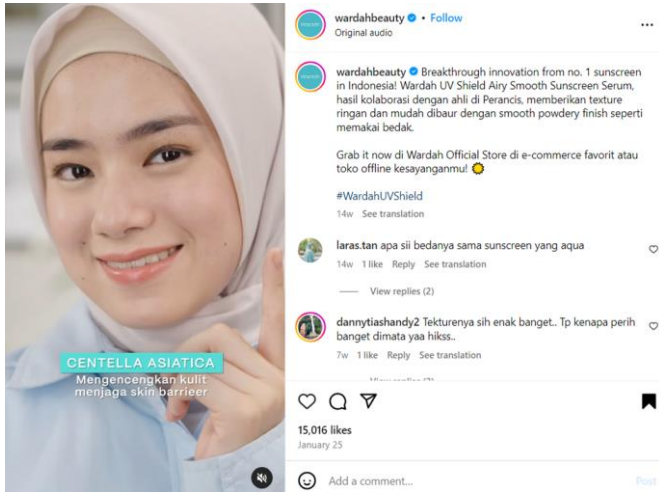 wardahbeauty • Follow
Original audio
wardahbeauty Breakthrough innovation from no. 1 sunscreen
in Indonesia! Wardah UV Shield Airy Smooth Sunscreen Serum,
hasil kolaborasi dengan ahli di Perancis, memberikan texture
ringan dan mudah dibaur dengan smooth powdery finish seperti
memakai bedak.
Grab it now di Wardah Official Store di e-commerce favorit atau
toko offline kesayanganmu!
#WardahUVShield
14w See translation
laras.tan apa sii bedanya sama sunscreen yang aqua
14w 1 like Reply See translation
View replies (2)
dannytiashandy2 Tekturenya sih enak banget.. Tp kenapa perih
banget dimata yaa hikss..
7w 1 like Reply See translation
CENTELLA ASIATICA
Mengencengkan kulit
menjaga skin barrieer
15,016 likes
January 25
Add a comment...
Post